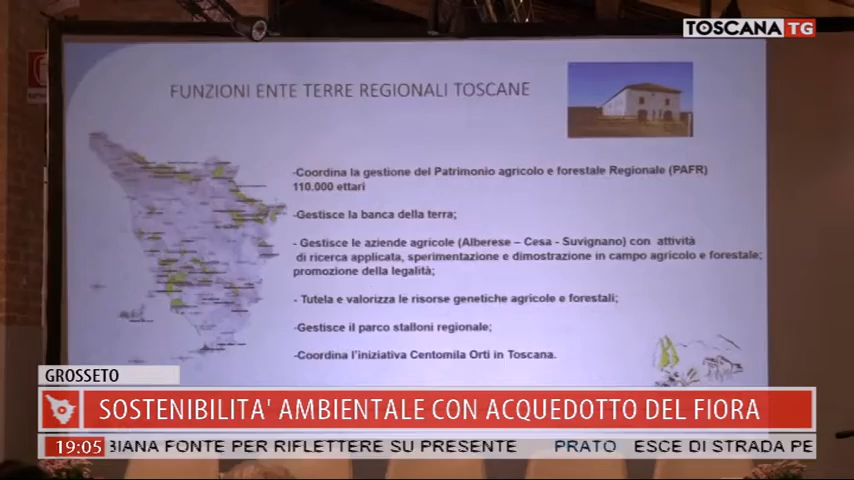 TOSCANA TG
FUNZIONI ENTE TERRE REGIONALI TOSCANE
-Coordina la gestione del Patrimonio agricolo e forestale Regionale (PAFR)
110.000 ettari
-Gestisce la banca della terra;
- Gestisce le aziende agricole (Alberese – Cesa - Suvignano) con attività
di ricerca applicata, sperimentazione e dimostrazione in campo agricolo e forestale;
promozione della legalità;
- Tutela e valorizza le risorse genetiche agricole e forestali;
-Gestisce il parco stalloni regionale;
-Coordina l'iniziativa Centomila Orti in Toscana.
GROSSETO
SOSTENIBILITA' AMBIENTALE CON ACQUEDOTTO DEL FIORA
19:05 BIANA FONTE PER RIFLETTERE SU PRESENTE PRATO ESCE DI STRADA PE